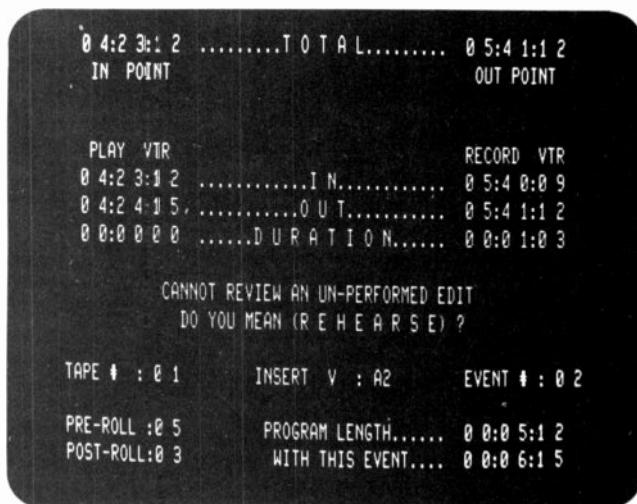 0 4:2 3:1 2 .........T O T A L......... 0 5:4 1:1 2
IN POINT OUT POINT
PLAY VTR RECORD VTR
0 4:2 3:1 2 ............I N............ 0 5:4 0:0 9
0 4:2 4:1 5 ...........O U T........... 0 5:4 1:1 2
0 0:0 0 0 0 ......D U R A T I O N...... 0 0:0 1:0 3
CANNOT REVIEW AN UN-PERFORMED EDIT
DO YOU MEAN (R E H E A R S E) ?
TAPE # : 0 1 INSERT V : A2 EVENT # : 0 2
PRE-ROLL :0 5 PROGRAM LENGTH...... 0 0:0 5:1 2
POST-ROLL:0 3 WITH THIS EVENT.... 0 0:0 6:1 5